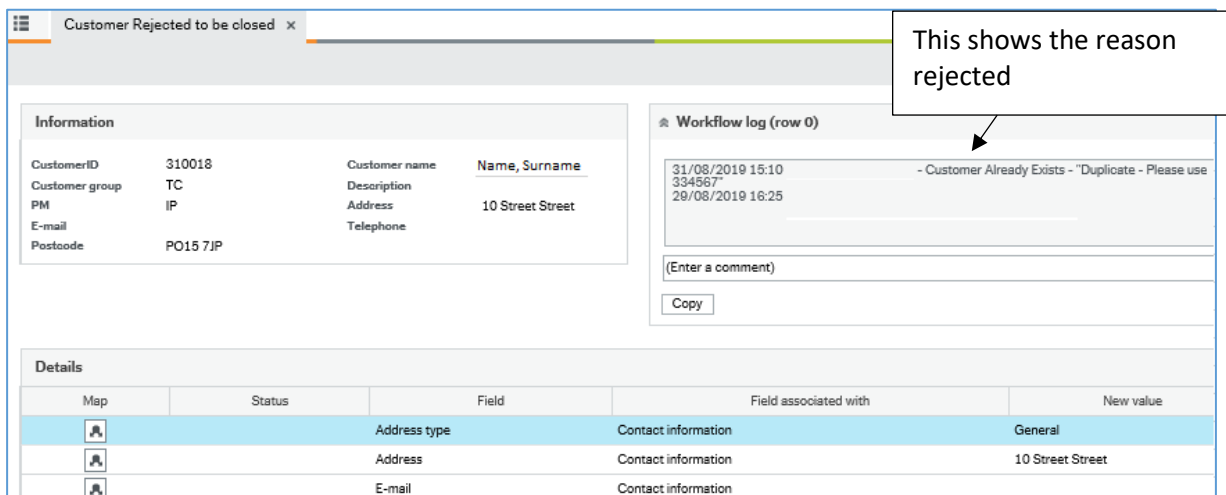 Customer Rejected to be closed ×
This shows the reason
rejected
Information
CustomerID 310018 Customer name Name, Surname
Customer group TC Description
PM IP Address 10 Street Street
E-mail Telephone
Postcode PO15 7JP
Workflow log (row 0)
31/08/2019 15:10 - Customer Already Exists - "Duplicate - Please use
334567"
29/08/2019 16:25
(Enter a comment)
Copy
Details
Map Status Field Field associated with New value
Address type Contact information General
Address Contact information 10 Street Street
E-mail Contact information